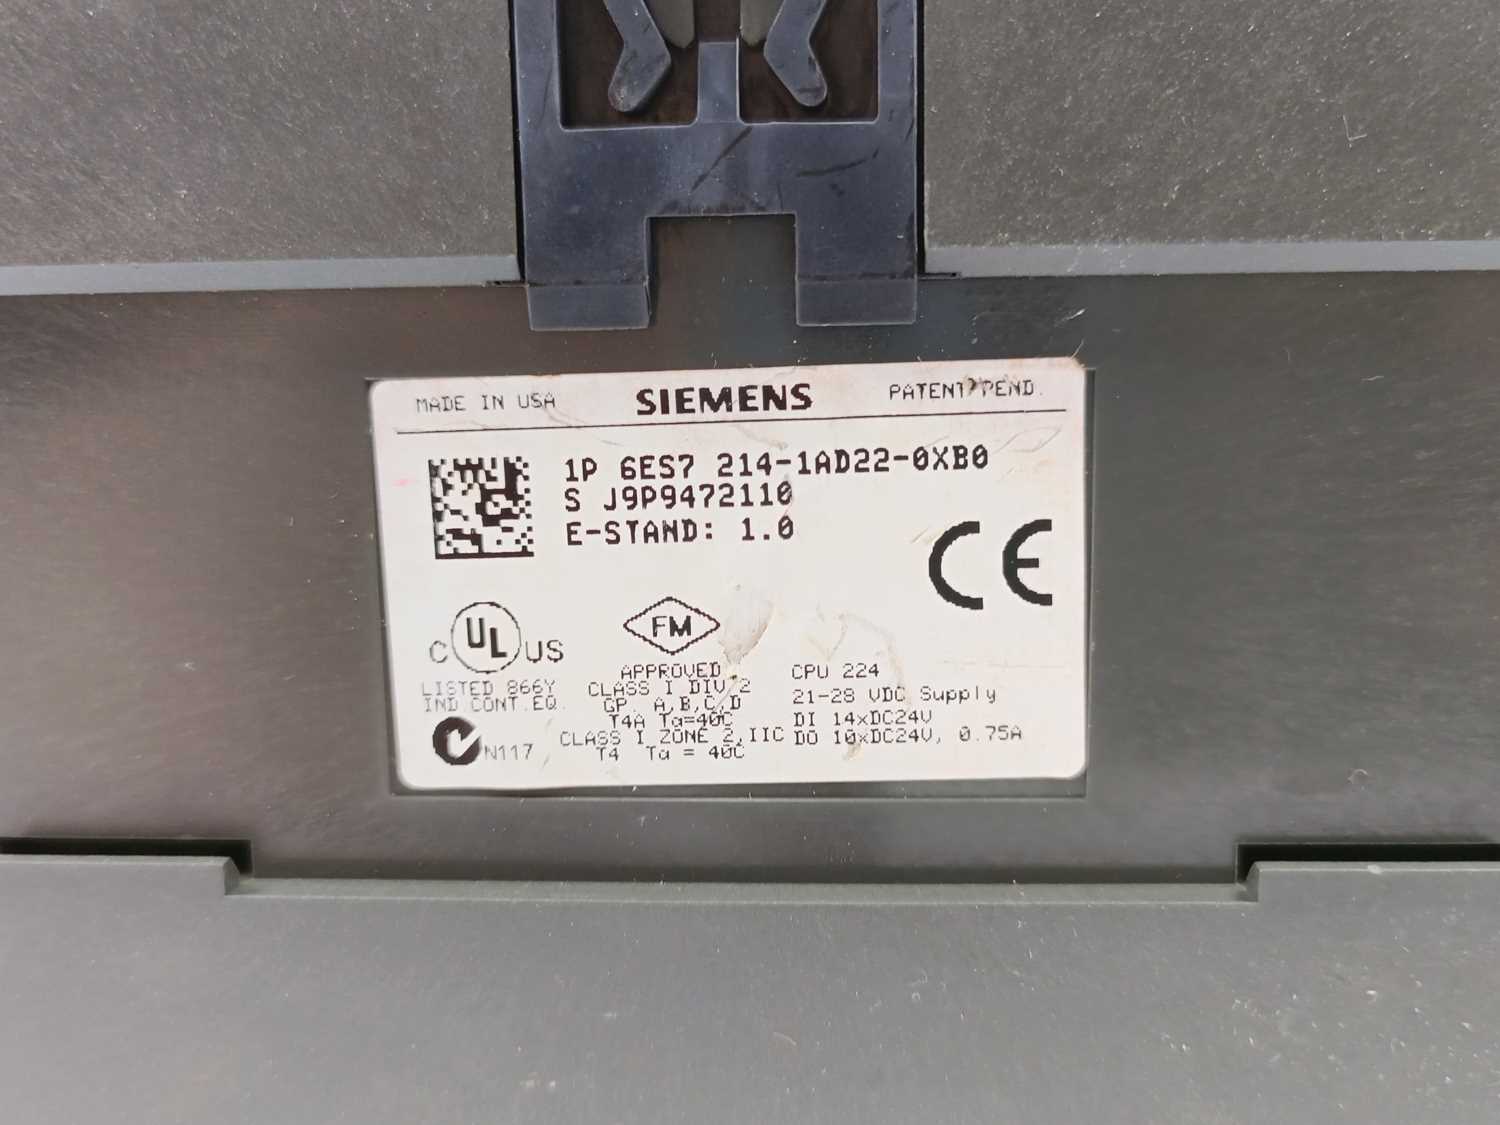 MADE IN USA SIEMENS PATENT PEND.
1P 6ES7 214-1AD22-0XB0
S J9P9472110
E-STAND: 1.0
CE
C UL US
LISTED 866Y
IND.CONT.EQ.
N117
FM
APPROVED
CLASS I DIV 2
GP. A,B,C,D
T4A Ta=40C
CLASS I ZONE 2,IIC
T4 Ta = 40C
CPU 224
21-28 VDC Supply
DI 14xDC24V
DO 10xDC24V, 0.75A